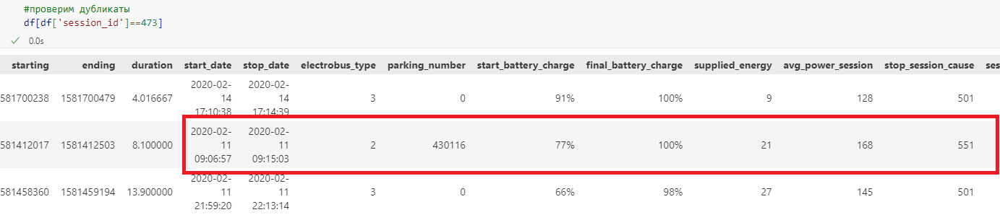 #проверим дубликаты
df[df['session_id']==473]
0.0s
starting ending duration start_date stop_date electrobus_type parking_number start_battery_charge final_battery_charge supplied_energy avg_power_session stop_session_cause ses
581700238 1581700479 4.016667 2020-02-14 17:10:38 2020-02-14 17:14:39 3 0 91% 100% 9 128 501
581412017 1581412503 8.100000 2020-02-11 09:06:57 2020-02-11 09:15:03 2 430116 77% 100% 21 168 551
581458360 1581459194 13.900000 2020-02-11 21:59:20 2020-02-11 22:13:14 3 0 66% 98% 27 145 501